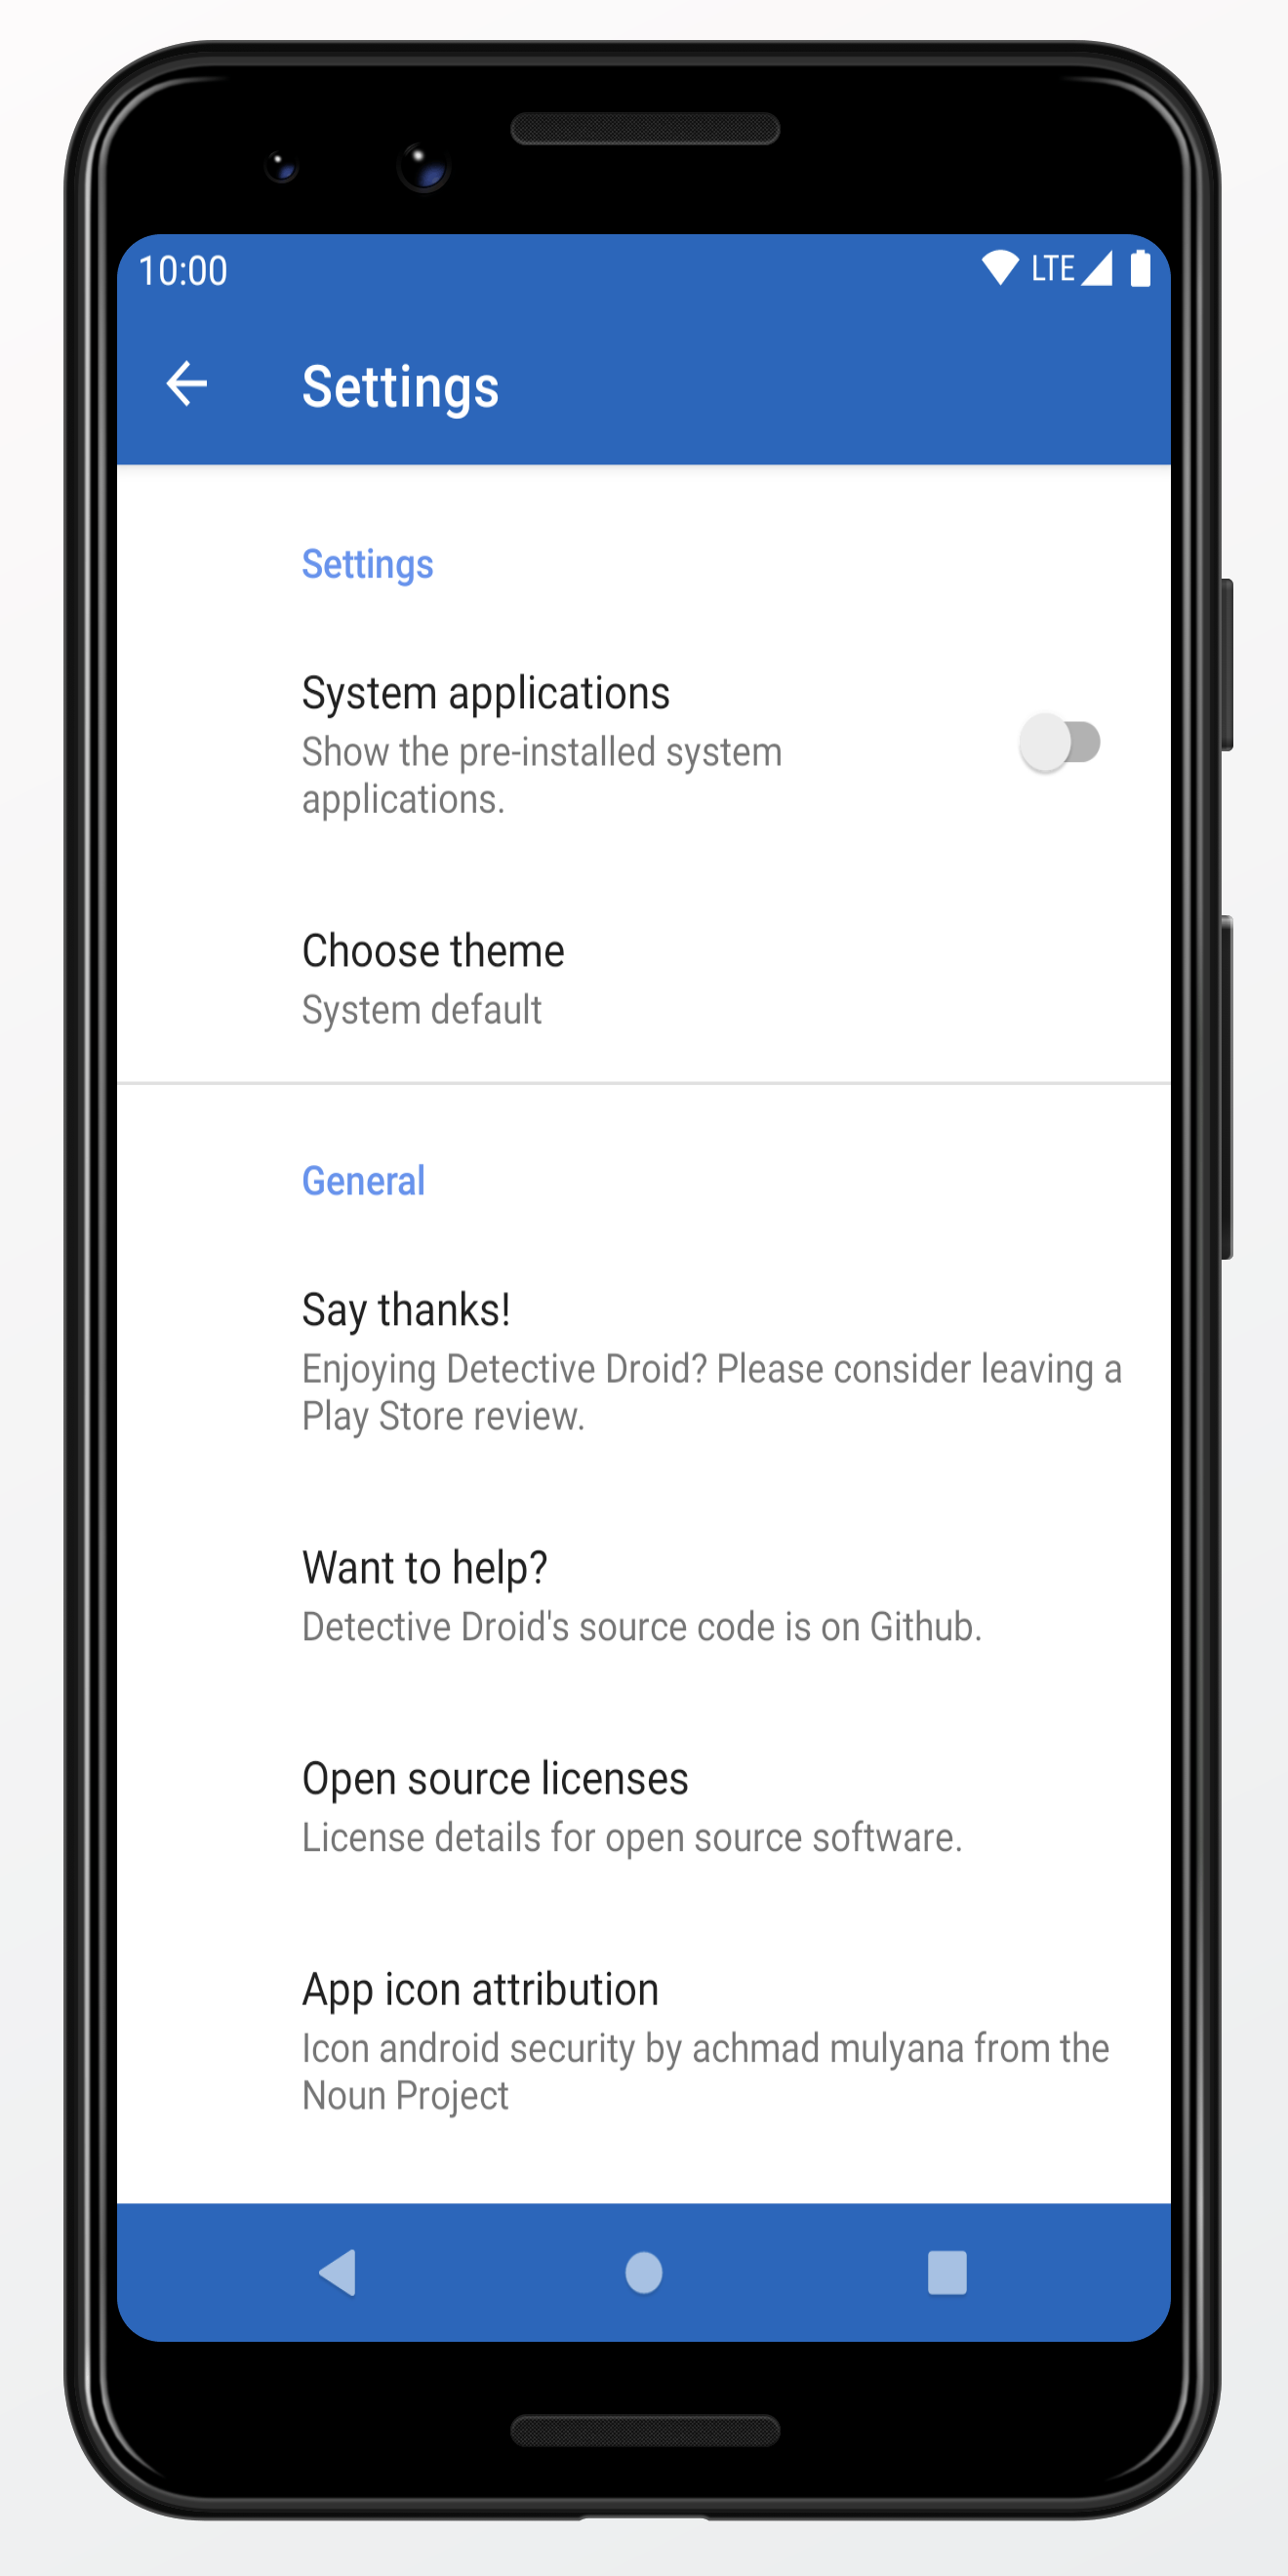 10:00
LTE
Settings
Settings
System applications
Show the pre-installed system
applications.
Choose theme
System default
General
Say thanks!
Enjoying Detective Droid? Please consider leaving a
Play Store review.
Want to help?
Detective Droid's source code is on Github.
Open source licenses
License details for open source software.
App icon attribution
Icon android security by achmad mulyana from the
Noun Project